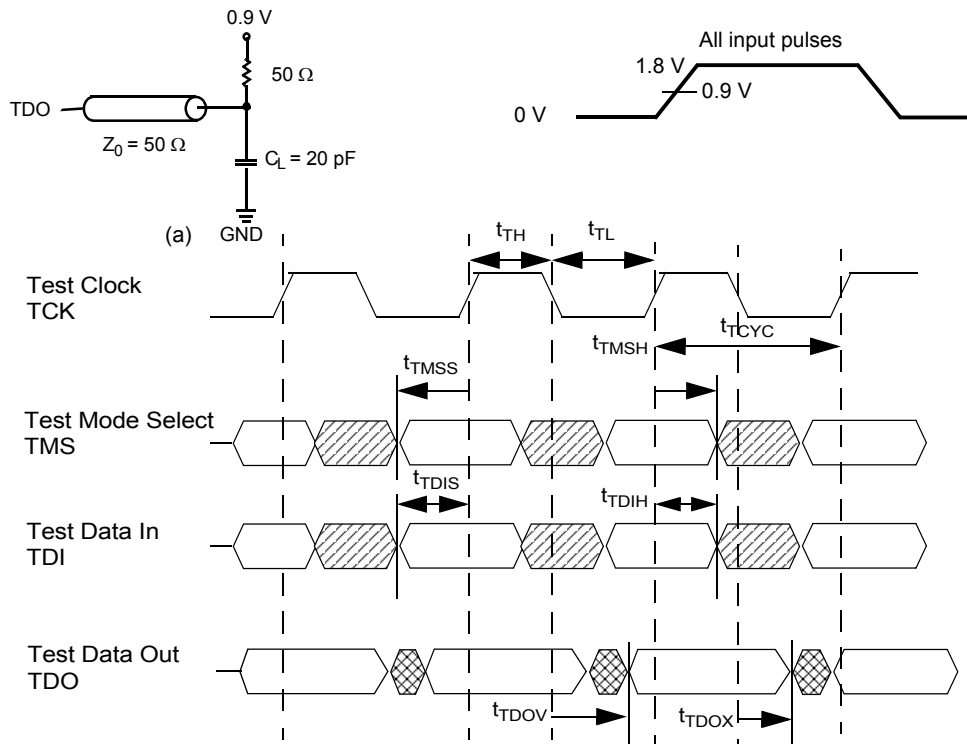 0.9 V
50 Ω
TDO
Z0 = 50 Ω
CL = 20 pF
(a) GND
All input pulses
1.8 V
0.9 V
0 V
tTH
tTL
Test Clock
TCK
tTCYC
tTMSH
tTMSS
Test Mode Select
TMS
tTDIS
tTDIH
Test Data In
TDI
Test Data Out
TDO
tTDOV
tTDOX